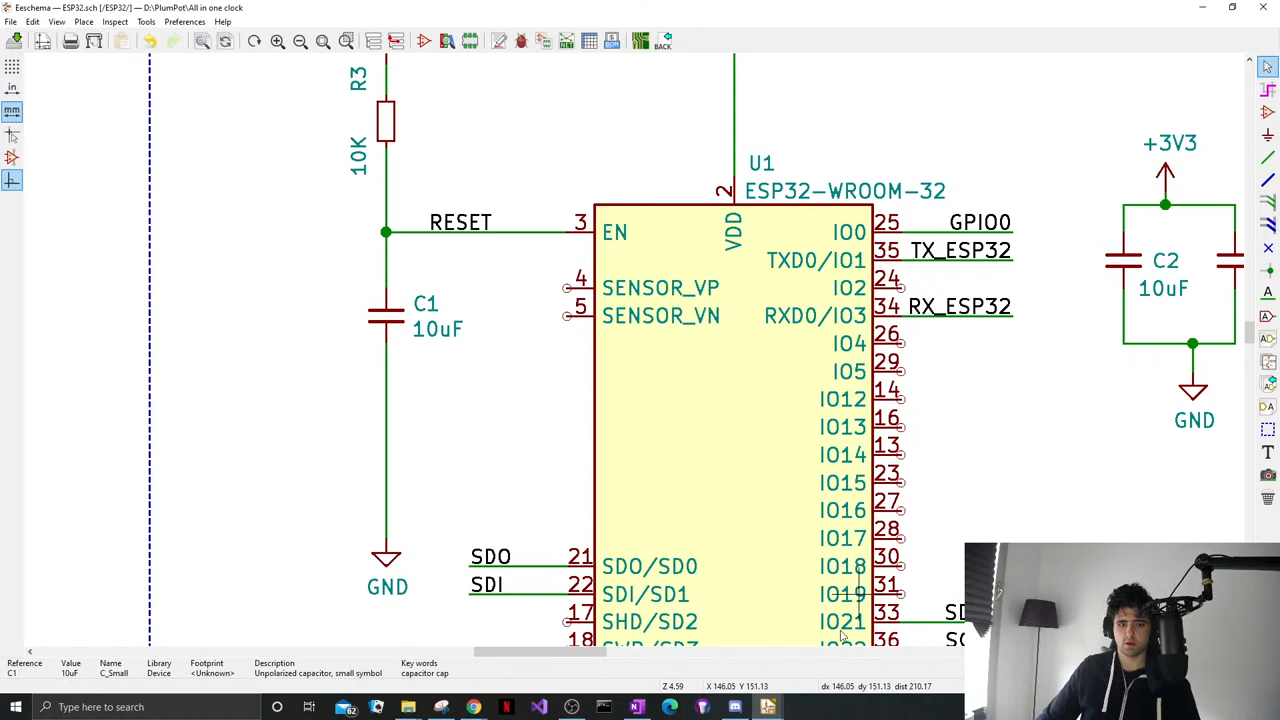 Eeschema — ESP32.sch [/ESP32/] — D:\PlumPot\All in one clock
File Edit View Place Inspect Tools Preferences Help
BACK
in
mm
R3
10K
+3V3
U1
ESP32-WROOM-32
2
VDD
RESET 3 EN
IO0 25 GPIO0
TXD0/IO1 35 TX_ESP32
4 SENSOR_VP
IO2 24
5 SENSOR_VN
RXD0/IO3 34 RX_ESP32
C2
10uF
C1
10uF
IO4 26
IO5 29
IO12 14
IO13 16
IO14 13
IO15 23
IO16 27
IO17 28
GND
GND
SDO 21 SDO/SD0
IO18 30
SDI 22 SDI/SD1
IO19 31
17 SHD/SD2
IO21 33
18
36
Reference Value Name Library Footprint Description Key words
C1 10uF C_Small Device <Unknown> Unpolarized capacitor, small symbol capacitor cap
Z 4.59 X 146.05 Y 151.13 dx 146.05 dy 151.13 dist 210.17 mm
Type here to search
62